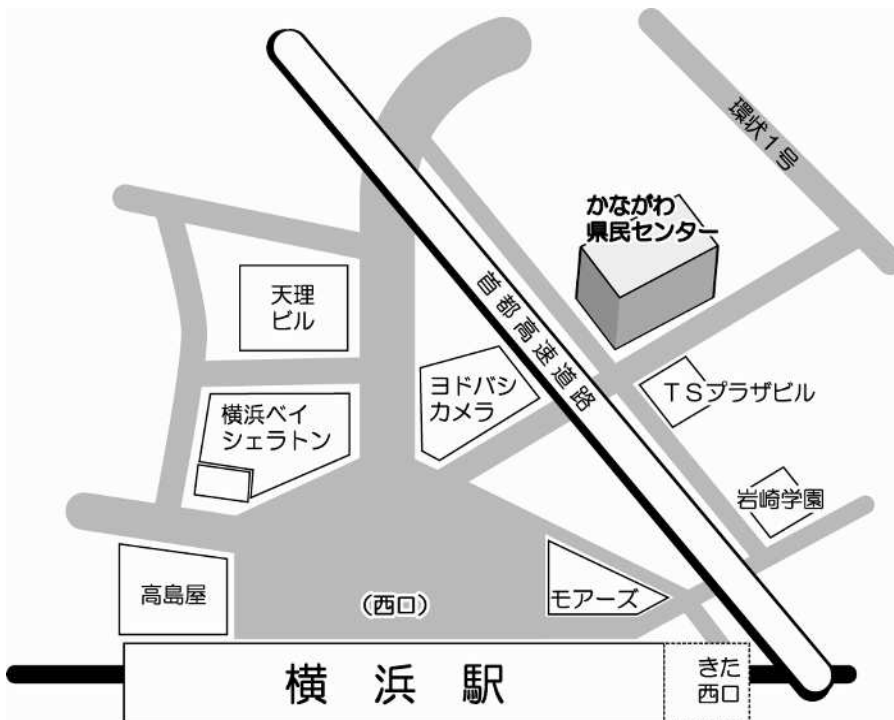 環状1号
かながわ
県民センター
首都高速道路
天理
ビル
ヨドバシ
カメラ
TSプラザビル
横浜ベイ
シェラトン
岩崎学園
高島屋
(西口)
モアーズ
横浜駅
きた
西口